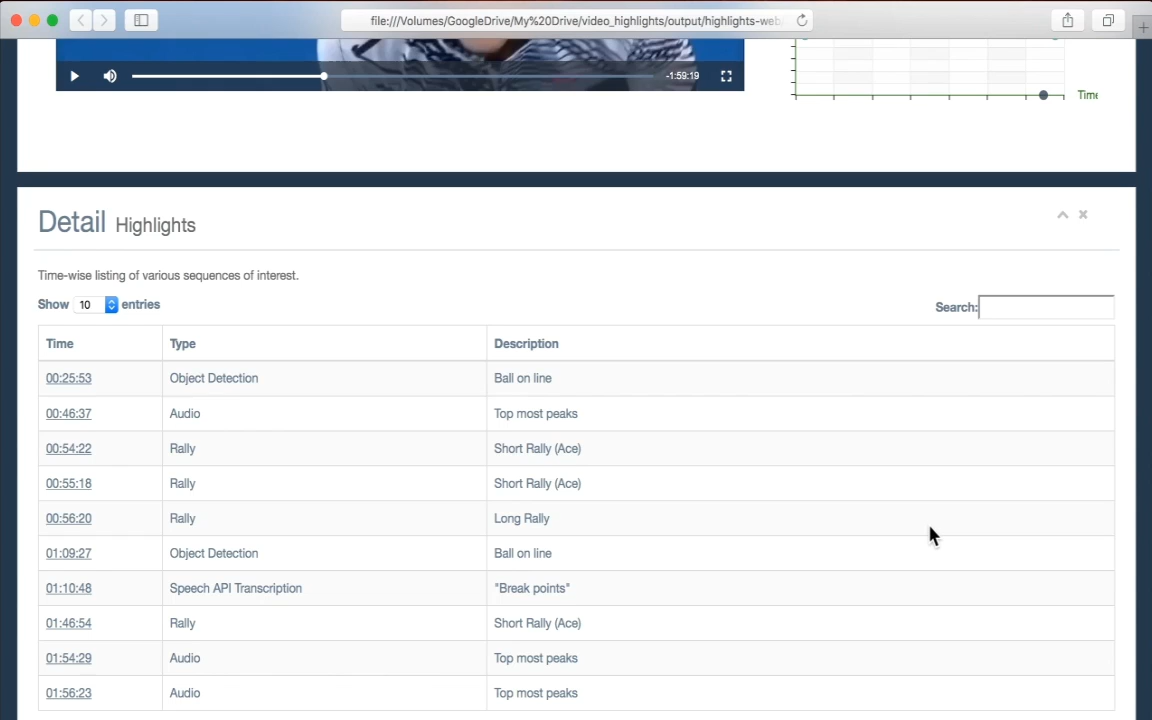 file:///Volumes/GoogleDrive/My%20Drive/video_highlights/output/highlights-web
-1:59:19
Time
Detail Highlights
Time-wise listing of various sequences of interest.
Show 10 entries
Search:
Time Type Description
00:25:53 Object Detection Ball on line
00:46:37 Audio Top most peaks
00:54:22 Rally Short Rally (Ace)
00:55:18 Rally Short Rally (Ace)
00:56:20 Rally Long Rally
01:09:27 Object Detection Ball on line
01:10:48 Speech API Transcription "Break points"
01:46:54 Rally Short Rally (Ace)
01:54:29 Audio Top most peaks
01:56:23 Audio Top most peaks